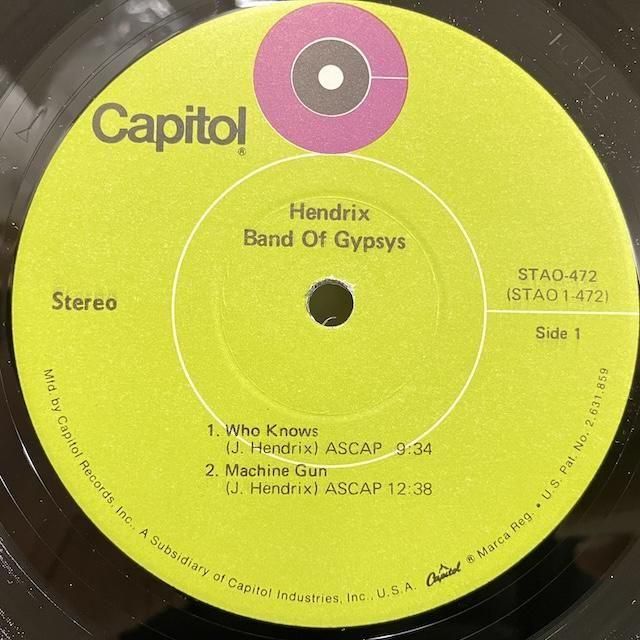 Capitol®
Hendrix
Band Of Gypsys
Stereo
STAO-472
(STAO 1-472)
Side 1
1. Who Knows
(J. Hendrix) ASCAP 9:34
2. Machine Gun
(J. Hendrix) ASCAP 12:38
Mfd. by Capitol Records, Inc., A Subsidiary of Capitol Industries, Inc., U.S.A. Capitol ® Marca Reg. • U.S. Pat. No. 2,631,859